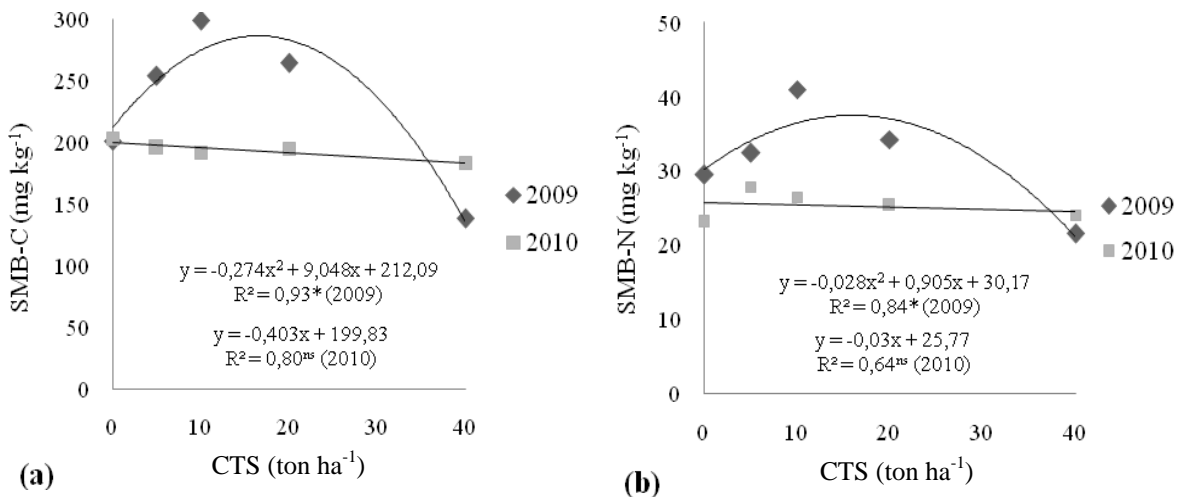 300
250
200
150
100
50
0
SMB-C (mg kg⁻¹)
2009
2010
y = -0,274x² + 9,048x + 212,09
R² = 0,93* (2009)
y = -0,403x + 199,83
R² = 0,80ⁿˢ (2010)
0 10 20 30 40
CTS (ton ha⁻¹)
(a)
50
40
30
20
10
0
SMB-N (mg kg⁻¹)
2009
2010
y = -0,028x² + 0,905x + 30,17
R² = 0,84* (2009)
y = -0,03x + 25,77
R² = 0,64ⁿˢ (2010)
0 10 20 30 40
CTS (ton ha⁻¹)
(b)